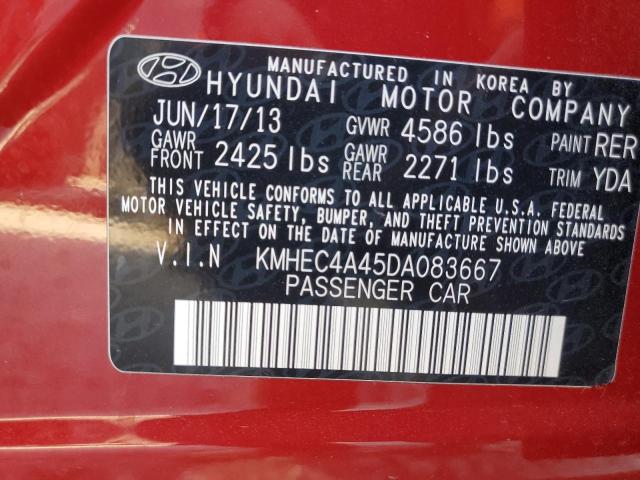 MANUFACTURED IN KOREA BY
HYUNDAI MOTOR COMPANY
JUN/17/13 GVWR 4586 lbs PAINT RER
GAWR FRONT 2425 lbs GAWR REAR 2271 lbs TRIM YDA
THIS VEHICLE CONFORMS TO ALL APPLICABLE U.S.A. FEDERAL
MOTOR VEHICLE SAFETY, BUMPER, AND THEFT PREVENTION STANDARDS
IN EFFECT ON THE DATE OF MANUFACTURE SHOWN ABOVE.
V.I.N KMHEC4A45DA083667
PASSENGER CAR